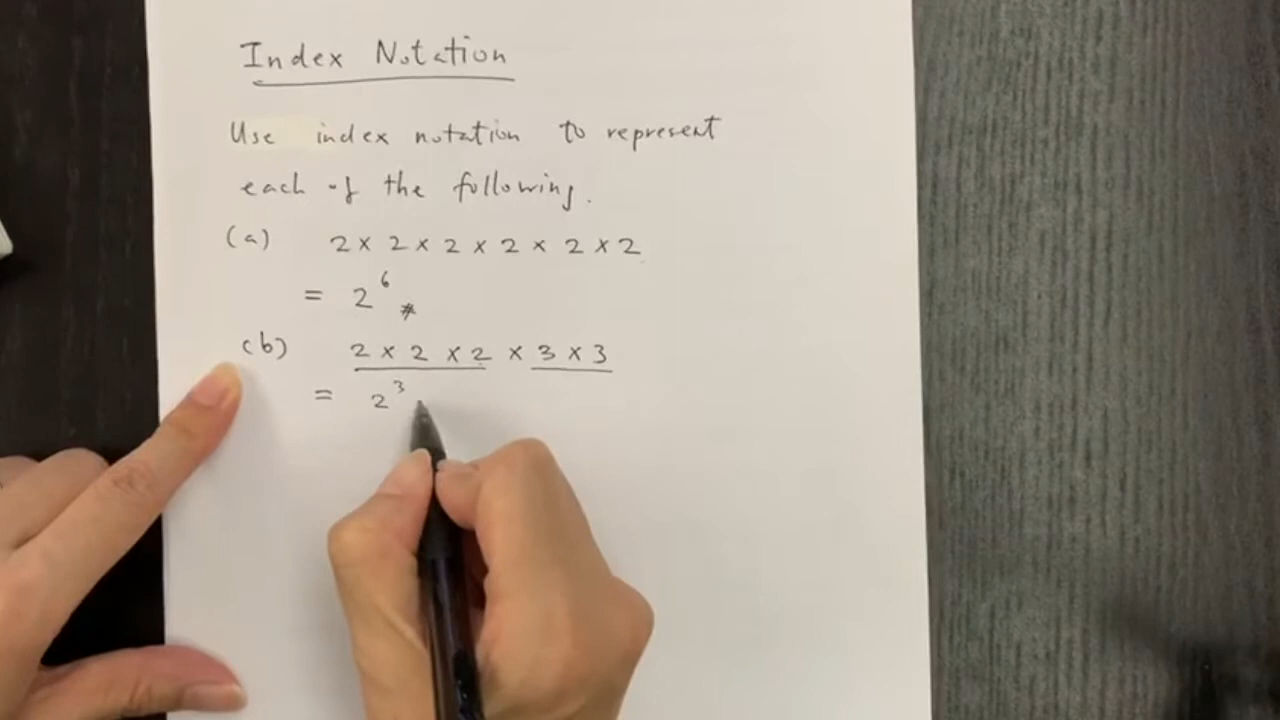 Index Notation
Use index notation to represent
each of the following.
(a) 2 × 2 × 2 × 2 × 2 × 2
= 2⁶ #
(b) 2 × 2 × 2 × 3 × 3
= 2³